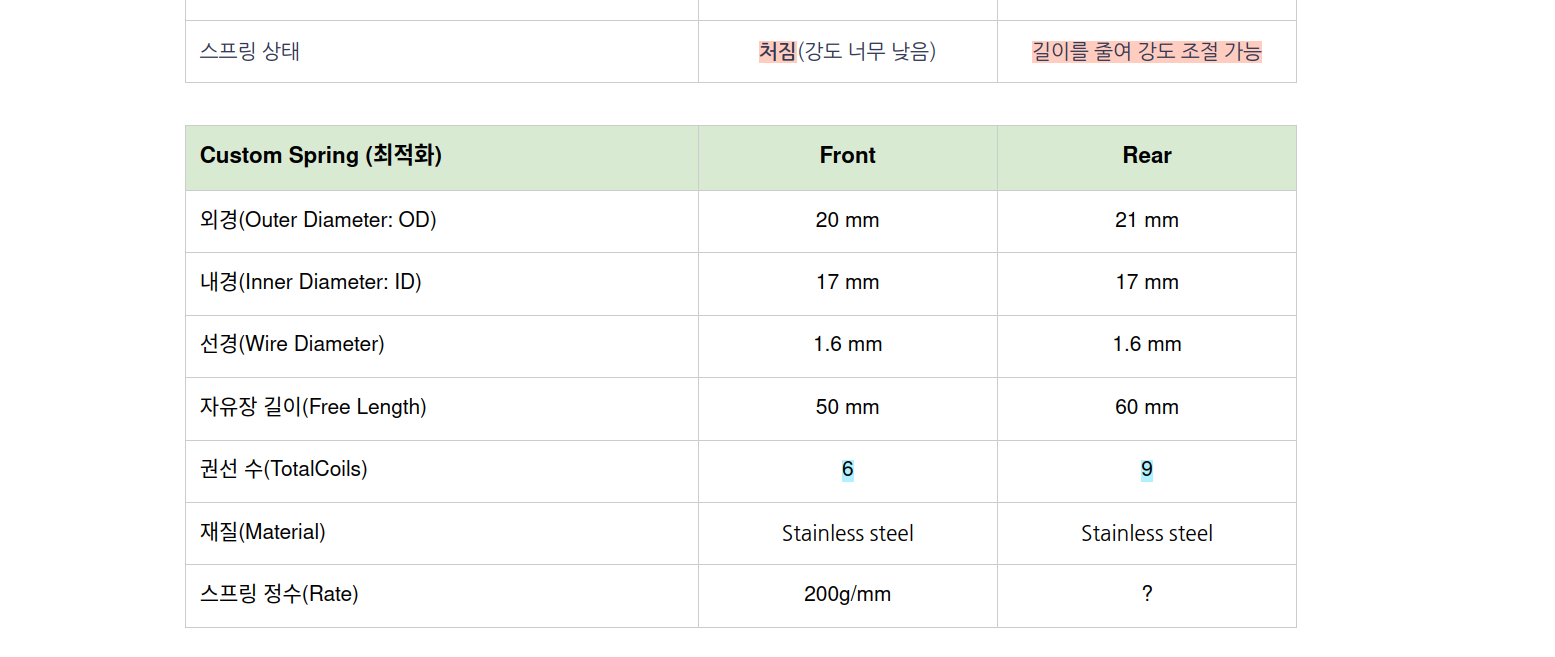 스프링 상태 처짐(강도 너무 낮음) 길이를 줄여 강도 조절 가능
Custom Spring (최적화) Front Rear
외경(Outer Diameter: OD) 20 mm 21 mm
내경(Inner Diameter: ID) 17 mm 17 mm
선경(Wire Diameter) 1.6 mm 1.6 mm
자유장 길이(Free Length) 50 mm 60 mm
권선 수(TotalCoils) 6 9
재질(Material) Stainless steel Stainless steel
스프링 정수(Rate) 200g/mm ?